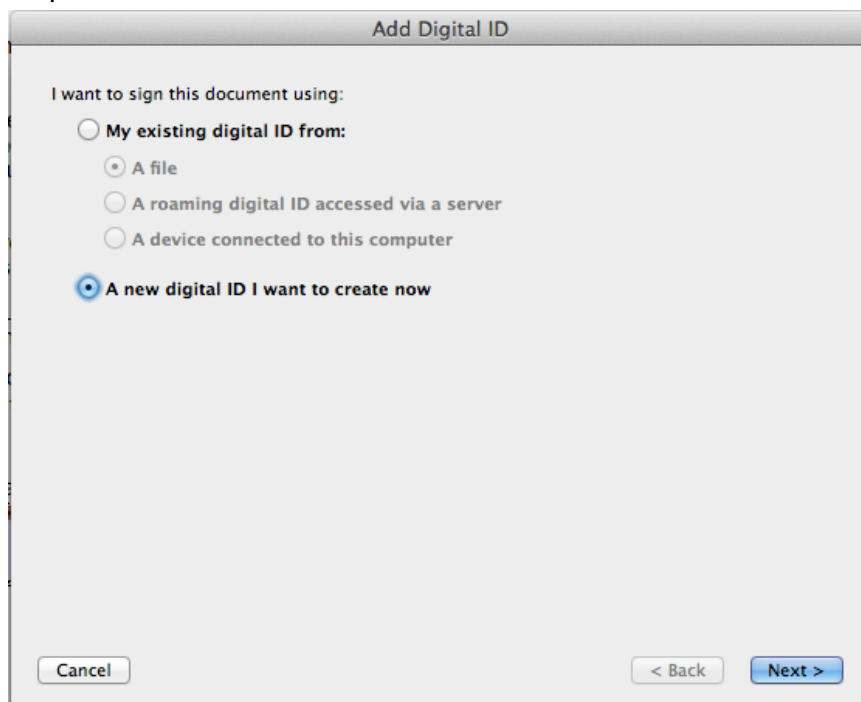 Add Digital ID
I want to sign this document using:
My existing digital ID from:
A file
A roaming digital ID accessed via a server
A device connected to this computer
A new digital ID I want to create now
Cancel
< Back
Next >